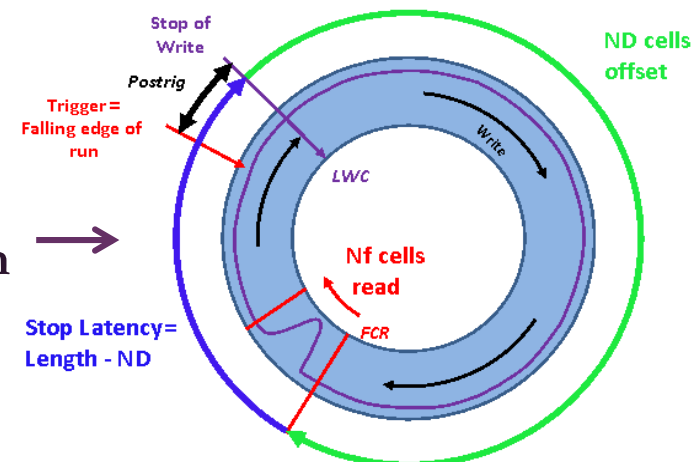 Stop of
Write
ND cells
offset
Postrig
Trigger =
Falling edge of
run
Write
LWC
n
Nf cells
read
FCR
Stop Latency=
Length - ND